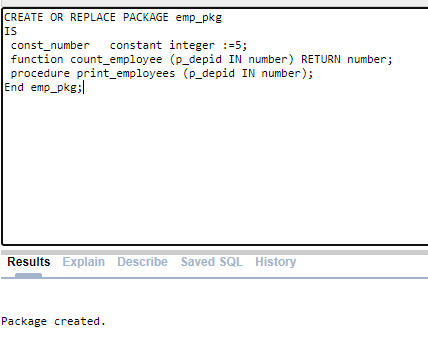 CREATE OR REPLACE PACKAGE emp_pkg
IS
const_number   constant integer :=5;
function count_employee (p_depid IN number) RETURN number;
procedure print_employees (p_depid IN number);
End emp_pkg;
Results Explain Describe Saved SQL History
Package created.